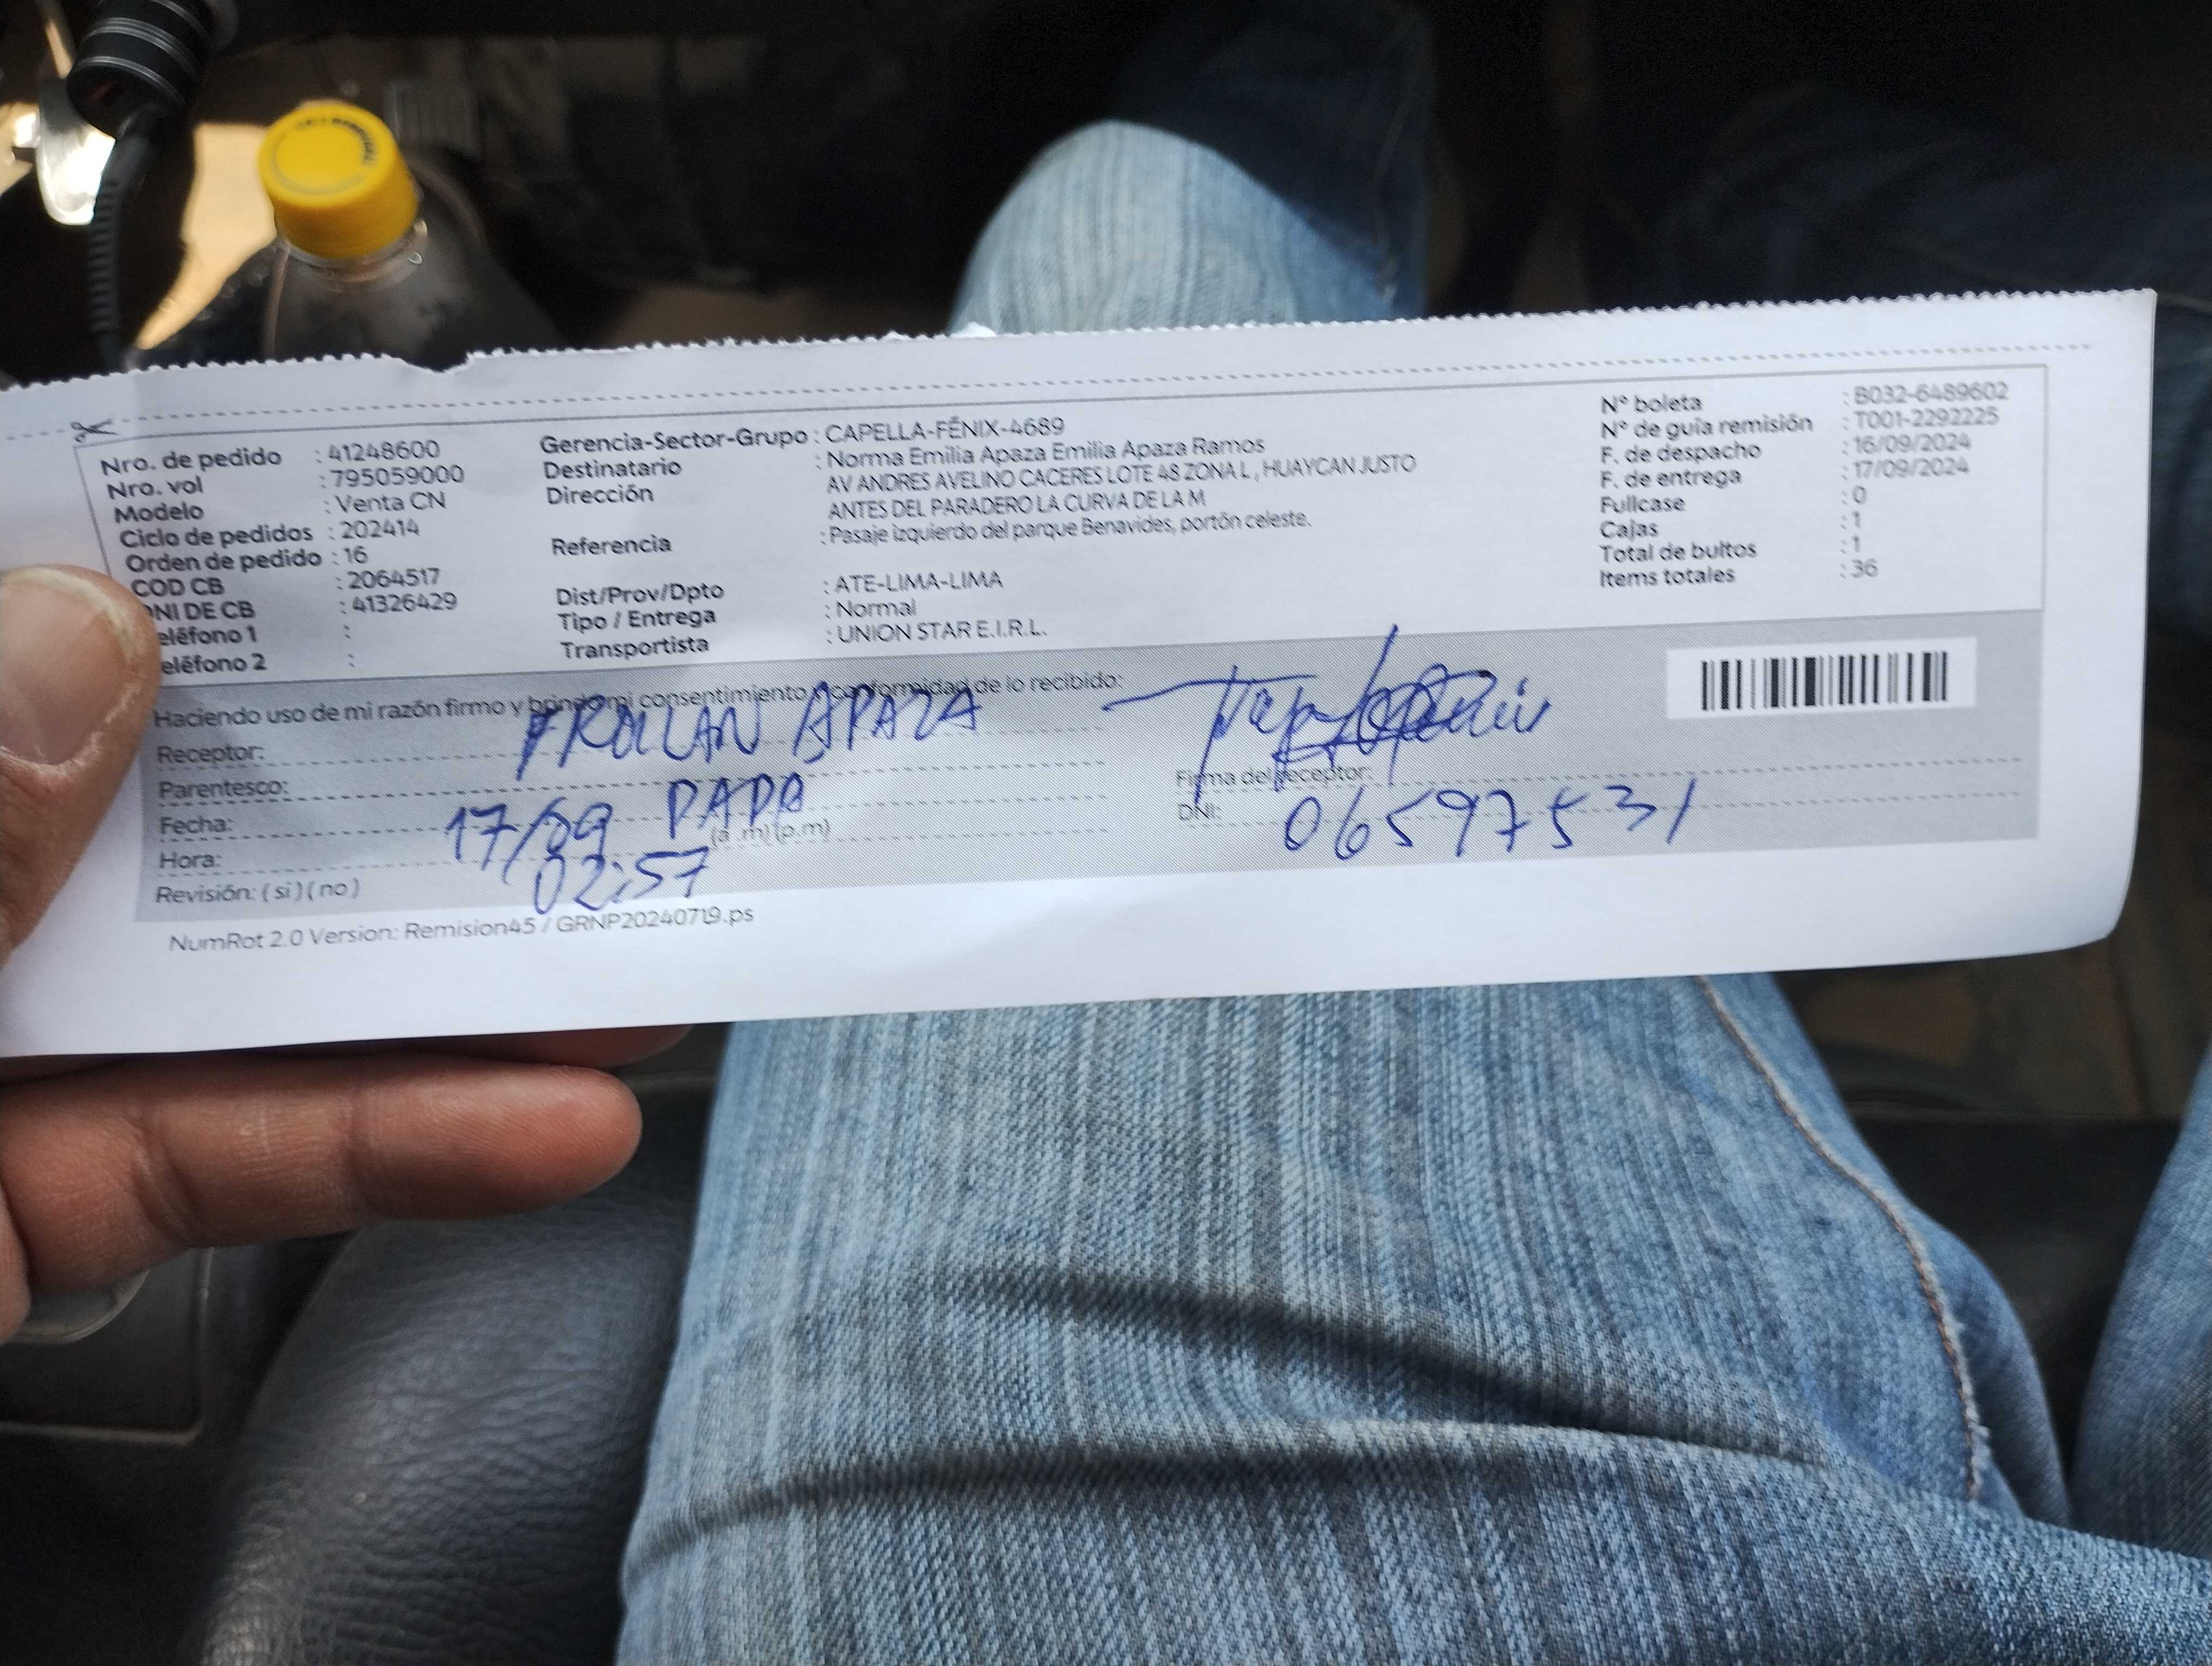 Nro. de pedido : 41248600
Nro. vol : 795059000
Modelo : Venta CN
Ciclo de pedidos : 202414
Orden de pedido : 16
COD CB : 2064517
DNI DE CB : 41326429
eléfono 1 :
eléfono 2 :
Gerencia-Sector-Grupo : CAPELLA-FÉNIX-4689
Destinatario : Norma Emilia Apaza Emilia Apaza Ramos
Dirección AV ANDRES AVELINO CACERES LOTE 48 ZONA L , HUAYCAN JUSTO
ANTES DEL PARADERO LA CURVA DE LA M
Referencia : Pasaje izquierdo del parque Benavides, portón celeste.
Dist/Prov/Dpto : ATE-LIMA-LIMA
Tipo / Entrega : Normal
Transportista : UNION STAR E.I.R.L.
N° boleta : B032-6489602
N° de guía remisión : T001-2292225
F. de despacho : 16/09/2024
F. de entrega : 17/09/2024
Fullcase : 0
Cajas : 1
Total de bultos : 1
Items totales : 36
Haciendo uso de mi razón firmo y brindo mi consentimiento y conformidad de lo recibido:
Receptor: FROILAN APAZA
Parentesco: PAPA
Fecha: 17/09
(a .m) (p.m)
Hora: 02:57
Revisión: ( si ) ( no )
Firma del receptor:
DNI: 06597531
NumRot 2.0 Version: Remision45 / GRNP20240719.ps